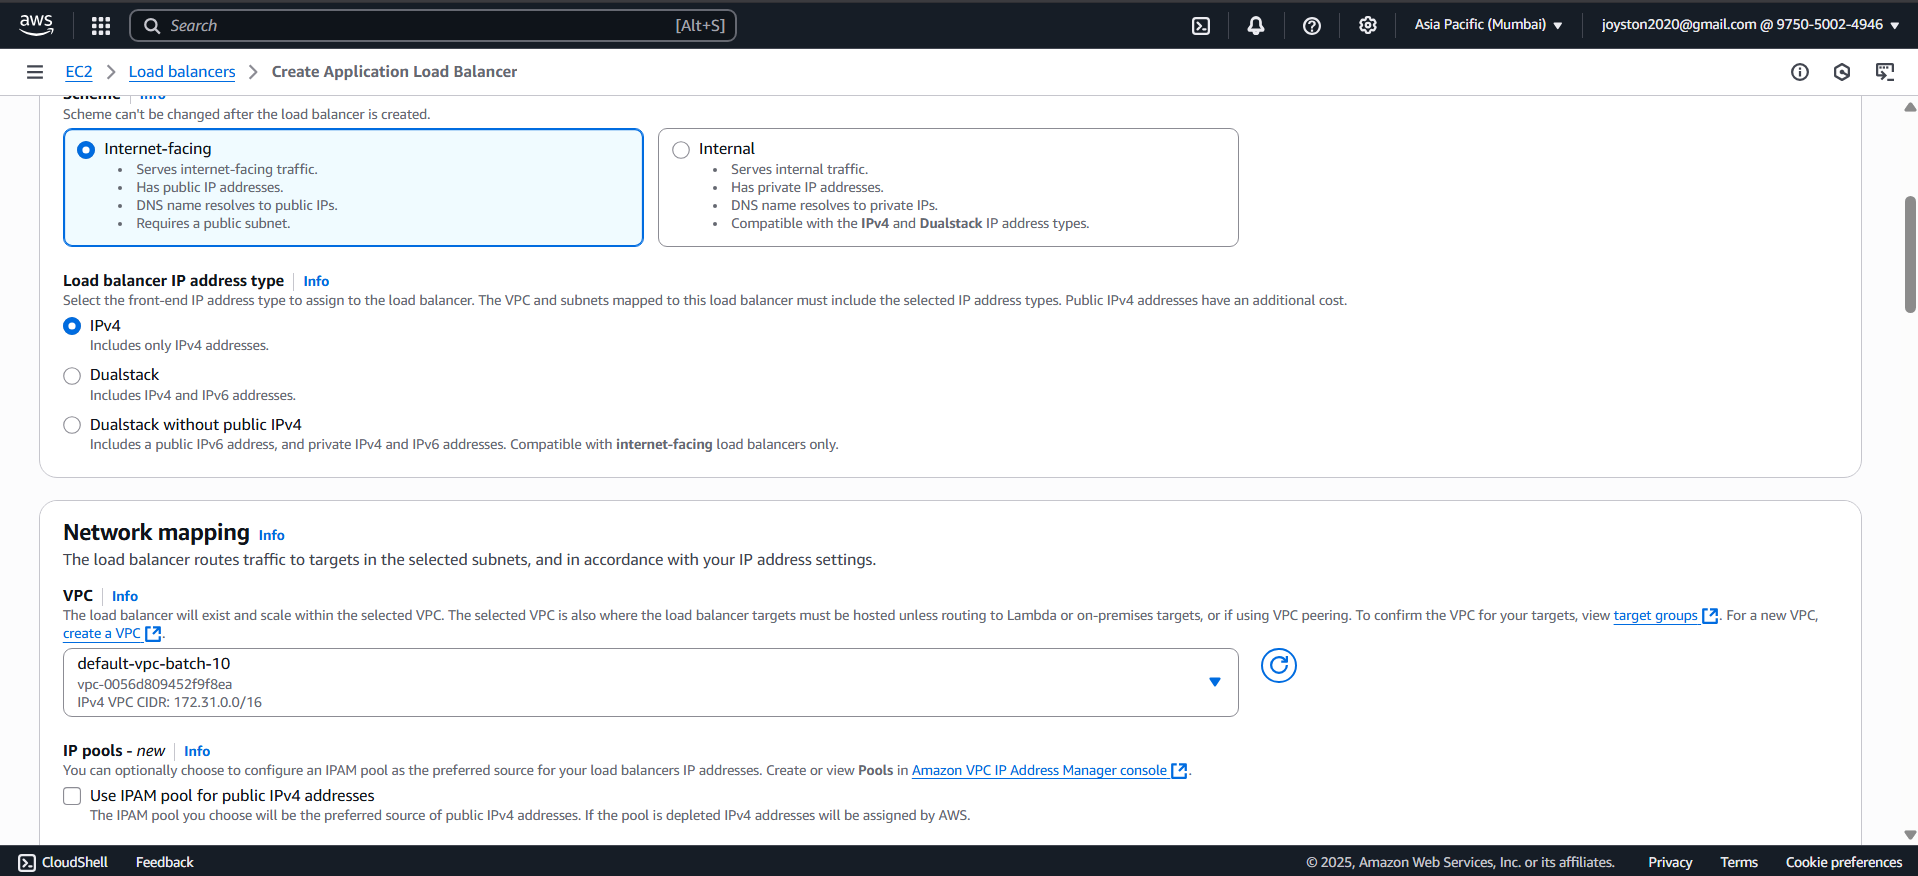 aws
Search [Alt+S]
Asia Pacific (Mumbai)
joyston2020@gmail.com @ 9750-5002-4946
EC2
Load balancers
Create Application Load Balancer
Scheme Info
Scheme can't be changed after the load balancer is created.
Internet-facing
• Serves internet-facing traffic.
• Has public IP addresses.
• DNS name resolves to public IPs.
• Requires a public subnet.
Internal
• Serves internal traffic.
• Has private IP addresses.
• DNS name resolves to private IPs.
• Compatible with the IPv4 and Dualstack IP address types.
Load balancer IP address type Info
Select the front-end IP address type to assign to the load balancer. The VPC and subnets mapped to this load balancer must include the selected IP address types. Public IPv4 addresses have an additional cost.
IPv4
Includes only IPv4 addresses.
Dualstack
Includes IPv4 and IPv6 addresses.
Dualstack without public IPv4
Includes a public IPv6 address, and private IPv4 and IPv6 addresses. Compatible with internet-facing load balancers only.
Network mapping Info
The load balancer routes traffic to targets in the selected subnets, and in accordance with your IP address settings.
VPC Info
The load balancer will exist and scale within the selected VPC. The selected VPC is also where the load balancer targets must be hosted unless routing to Lambda or on-premises targets, or if using VPC peering. To confirm the VPC for your targets, view target groups. For a new VPC,
create a VPC.
default-vpc-batch-10
vpc-0056d809452f9f8ea
IPv4 VPC CIDR: 172.31.0.0/16
IP pools - new Info
You can optionally choose to configure an IPAM pool as the preferred source for your load balancers IP addresses. Create or view Pools in Amazon VPC IP Address Manager console.
Use IPAM pool for public IPv4 addresses
The IPAM pool you choose will be the preferred source of public IPv4 addresses. If the pool is depleted IPv4 addresses will be assigned by AWS.
CloudShell
Feedback
© 2025, Amazon Web Services, Inc. or its affiliates.
Privacy
Terms
Cookie preferences